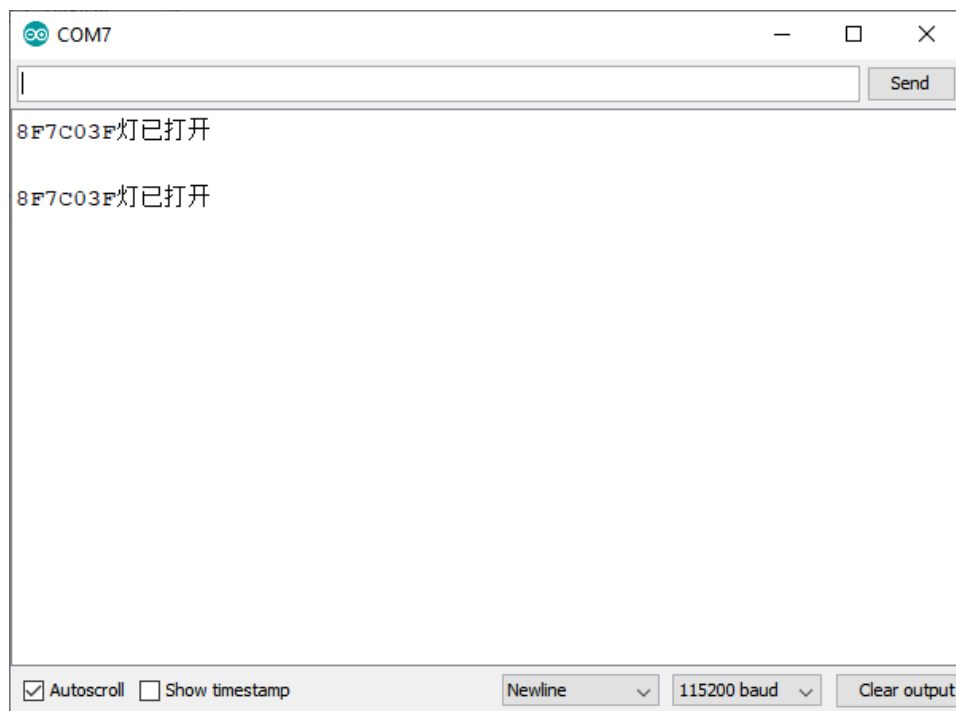 COM7
Send
8F7C03F灯已打开
8F7C03F灯已打开
Autoscroll Show timestamp Newline 115200 baud Clear output